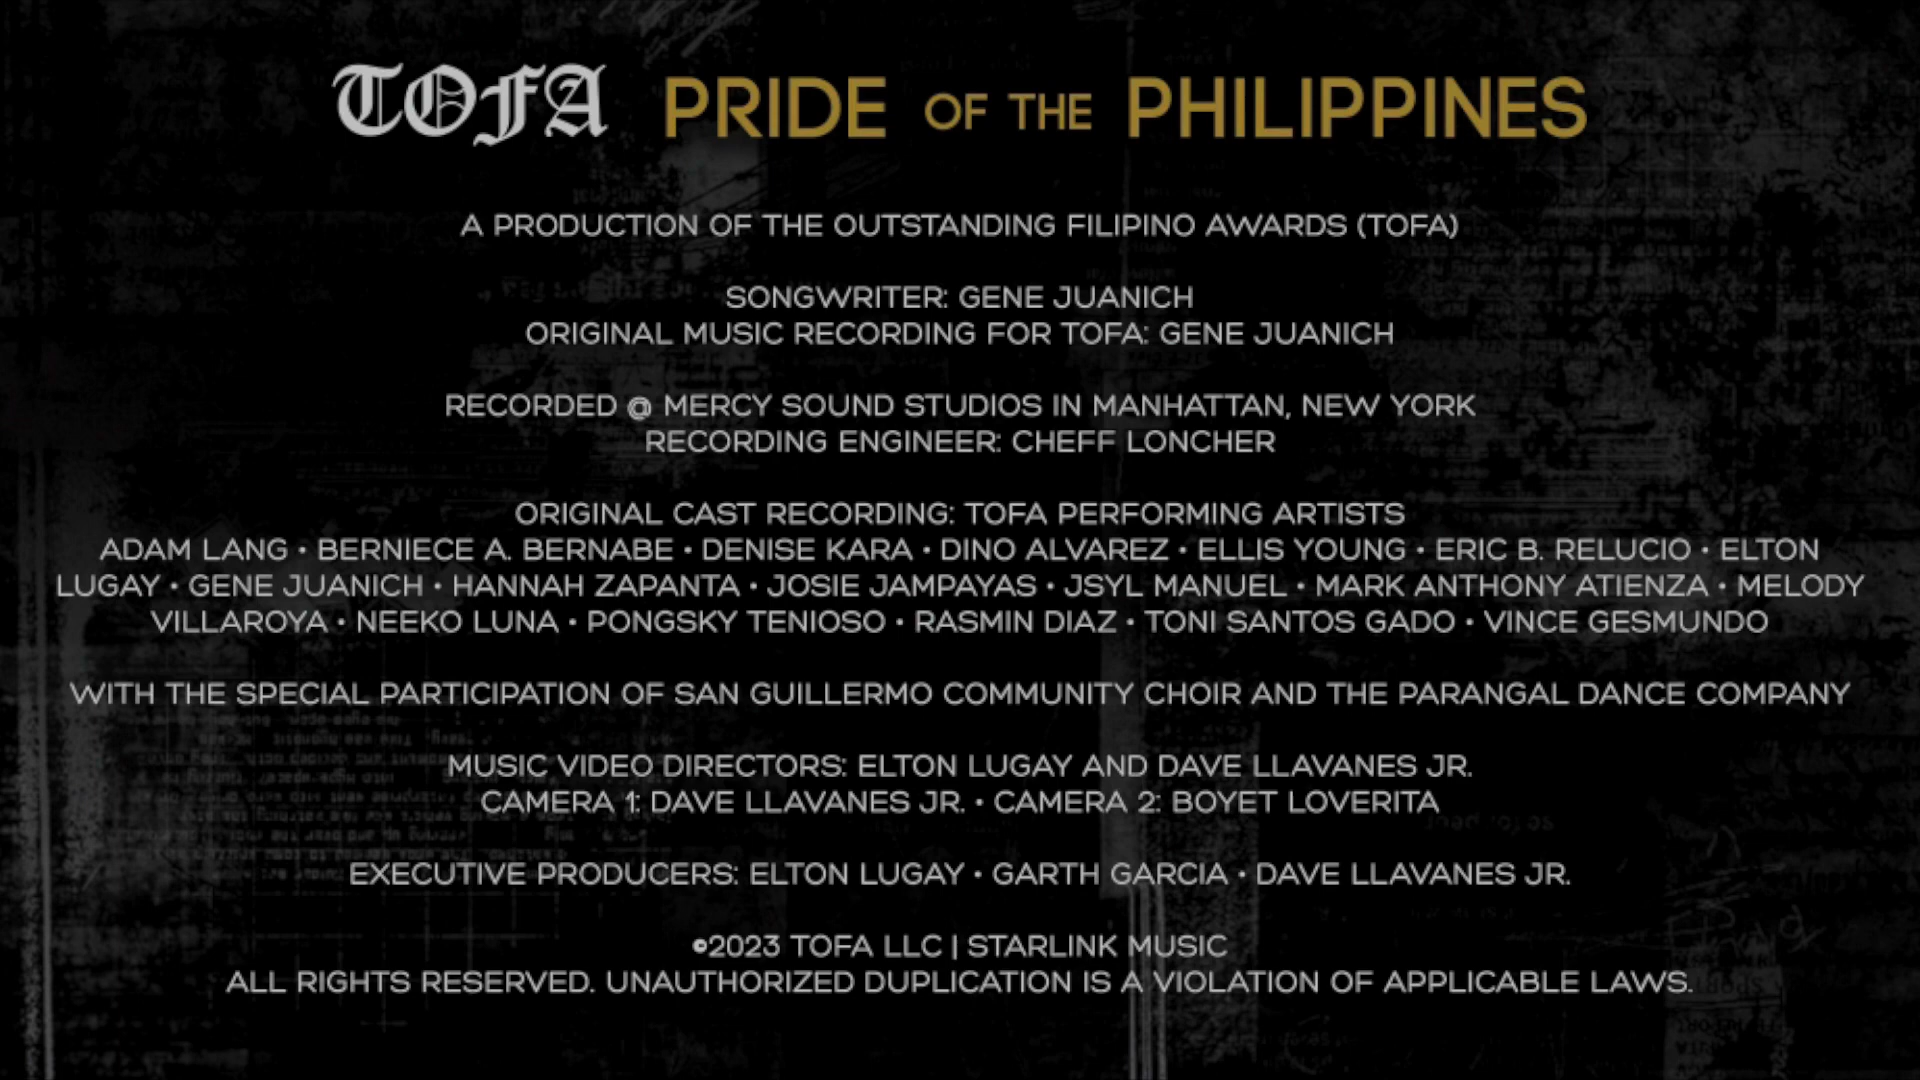 TOFA PRIDE OF THE PHILIPPINES
A PRODUCTION OF THE OUTSTANDING FILIPINO AWARDS (TOFA)
SONGWRITER: GENE JUANICH
ORIGINAL MUSIC RECORDING FOR TOFA: GENE JUANICH
RECORDED @ MERCY SOUND STUDIOS IN MANHATTAN, NEW YORK
RECORDING ENGINEER: CHEFF LONCHER
ORIGINAL CAST RECORDING: TOFA PERFORMING ARTISTS
ADAM LANG • BERNIECE A. BERNABE • DENISE KARA • DINO ALVAREZ • ELLIS YOUNG • ERIC B. RELUCIO • ELTON
LUGAY • GENE JUANICH • HANNAH ZAPANTA • JOSIE JAMPAYAS • JSYL MANUEL • MARK ANTHONY ATIENZA • MELODY
VILLAROYA • NEEKO LUNA • PONGSKY TENIOSO • RASMIN DIAZ • TONI SANTOS GADO • VINCE GESMUNDO
WITH THE SPECIAL PARTICIPATION OF SAN GUILLERMO COMMUNITY CHOIR AND THE PARANGAL DANCE COMPANY
MUSIC VIDEO DIRECTORS: ELTON LUGAY AND DAVE LLAVANES JR.
CAMERA 1: DAVE LLAVANES JR. • CAMERA 2: BOYET LOVERITA
EXECUTIVE PRODUCERS: ELTON LUGAY • GARTH GARCIA • DAVE LLAVANES JR.
©2023 TOFA LLC | STARLINK MUSIC
ALL RIGHTS RESERVED. UNAUTHORIZED DUPLICATION IS A VIOLATION OF APPLICABLE LAWS.